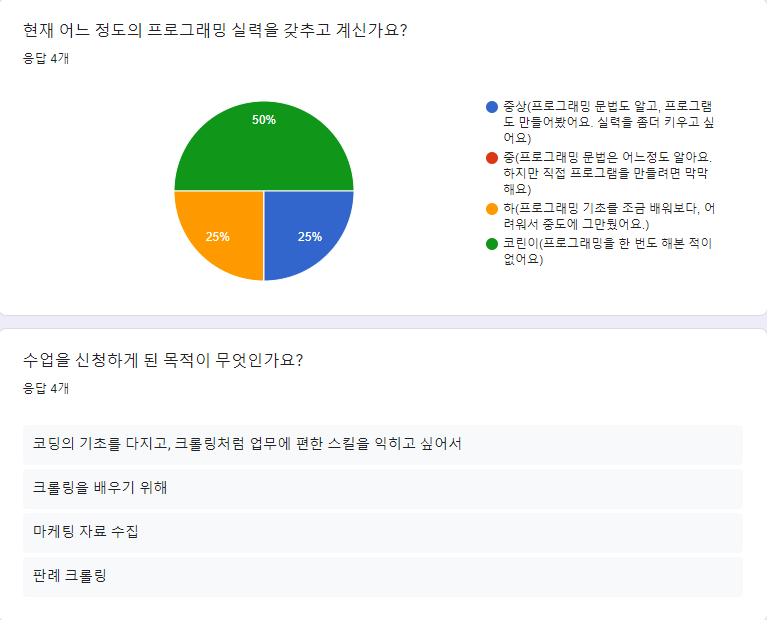 현재 어느 정도의 프로그래밍 실력을 갖추고 계신가요?
응답 4개
50%
25%
25%
중상(프로그래밍 문법도 알고, 프로그램
도 만들어봤어요. 실력을 좀더 키우고 싶
어요)
중(프로그래밍 문법은 어느정도 알아요.
하지만 직접 프로그램을 만들려면 막막
해요)
하(프로그래밍 기초를 조금 배워보다, 어
려워서 중도에 그만뒀어요.)
코린이(프로그래밍을 한 번도 해본 적이
없어요)
수업을 신청하게 된 목적이 무엇인가요?
응답 4개
코딩의 기초를 다지고, 크롤링처럼 업무에 편한 스킬을 익히고 싶어서
크롤링을 배우기 위해
마케팅 자료 수집
판례 크롤링